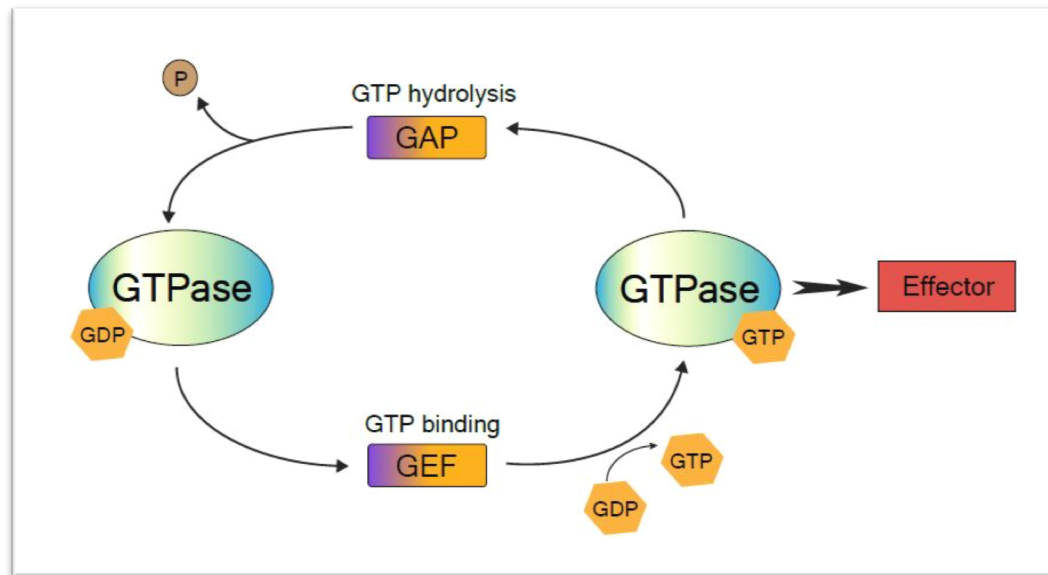 P
GTP hydrolysis
GAP
GTPase
GDP
GTPase
GTP
Effector
GTP binding
GEF
GDP
GTP